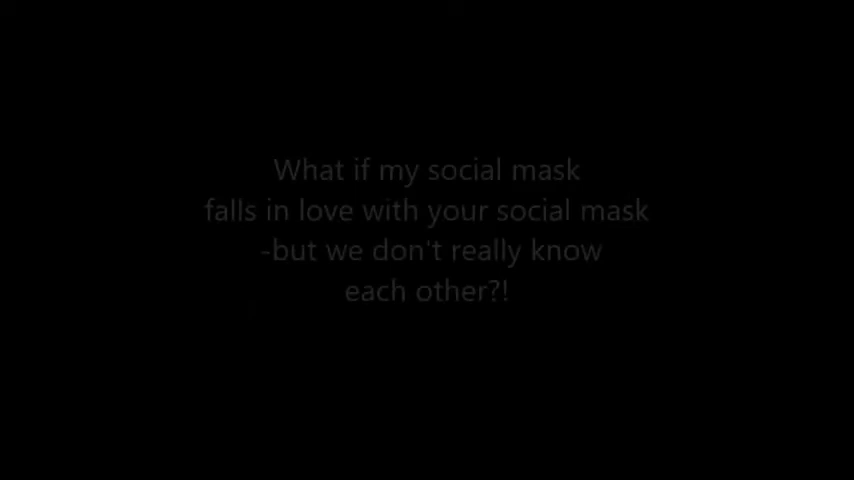 What if my social mask
falls in love with your social mask
-but we don't really know
each other?!